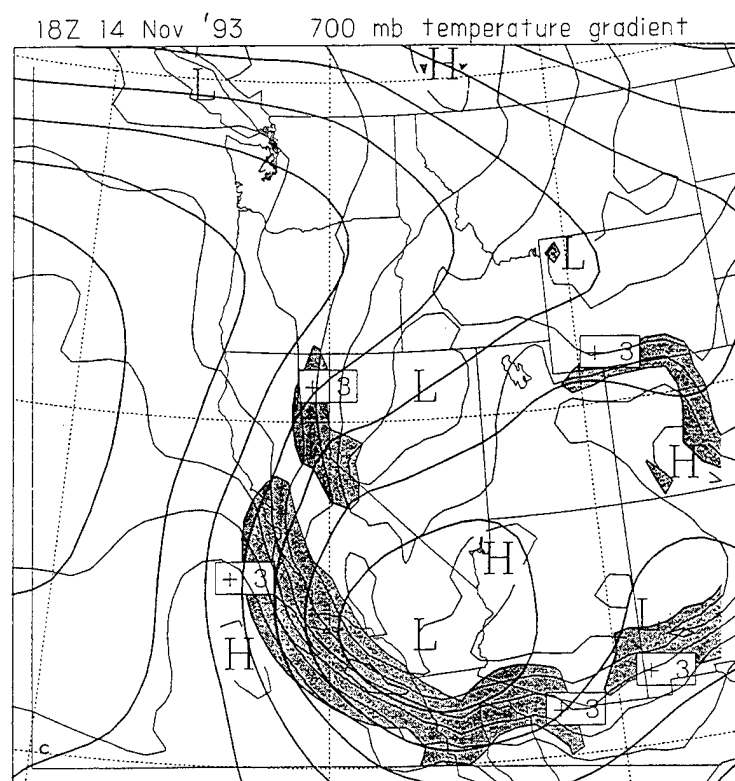 18Z 14 Nov '93 700 mb temperature gradient
H
L
L
+ 3
+ 3
L
H
H
+ 3
L
L
H
+ 3
+ 3
c.